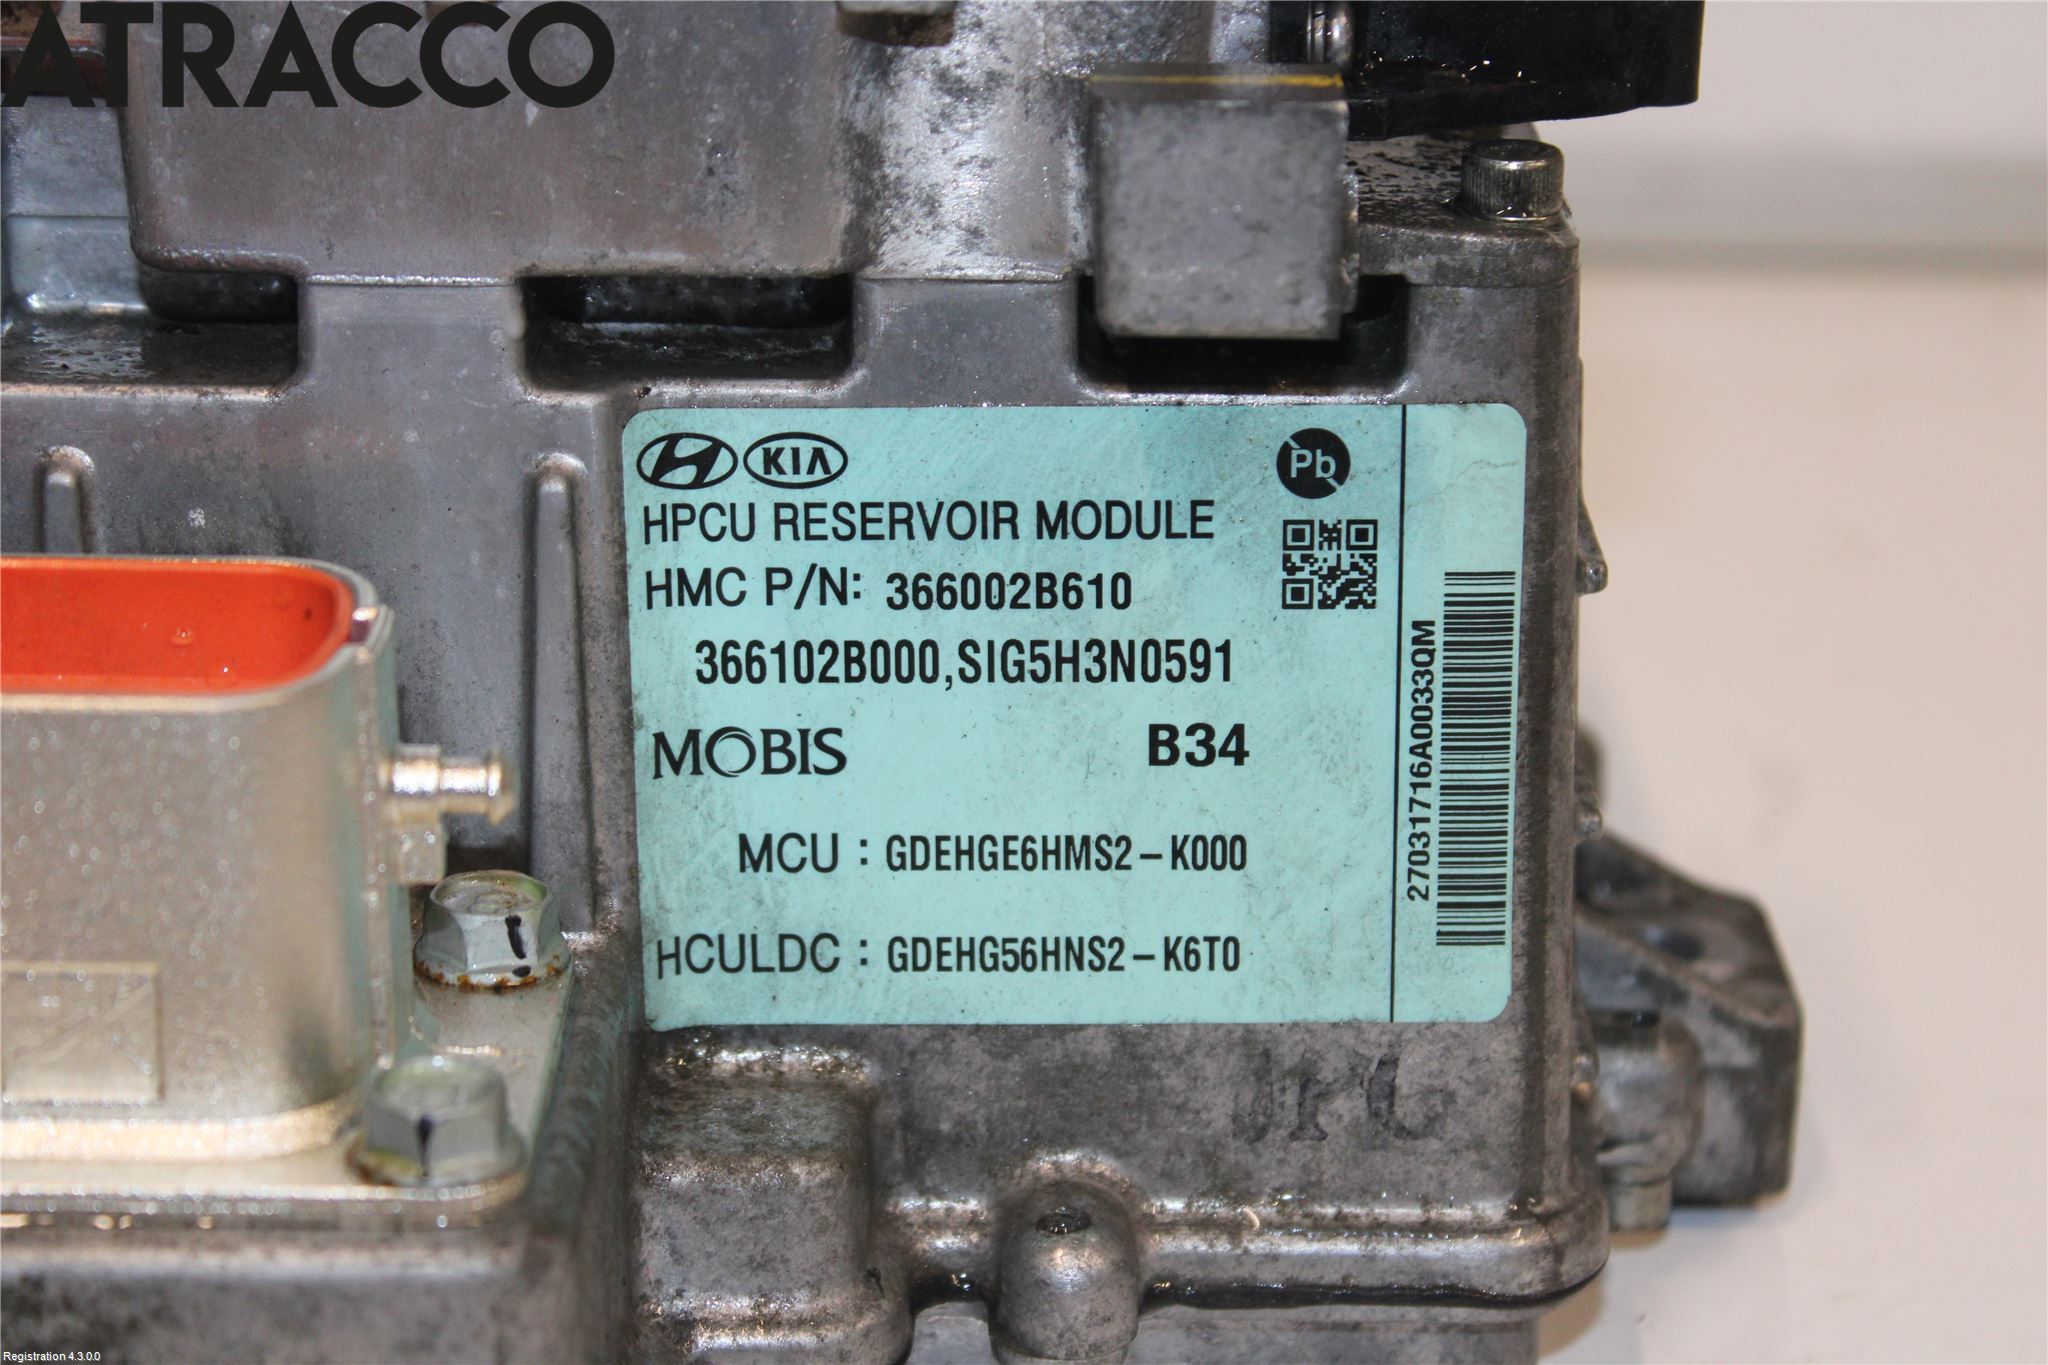 ATRACCO
KIA
Pb
HPCU RESERVOIR MODULE
HMC P/N: 366002B610
366102B000,SIG5H3N0591
MOBIS B34
MCU : GDEHGE6HMS2-K000
HCULDC : GDEHG56HNS2-K6T0
27031716A0033QM
Registration 4.3.0.0